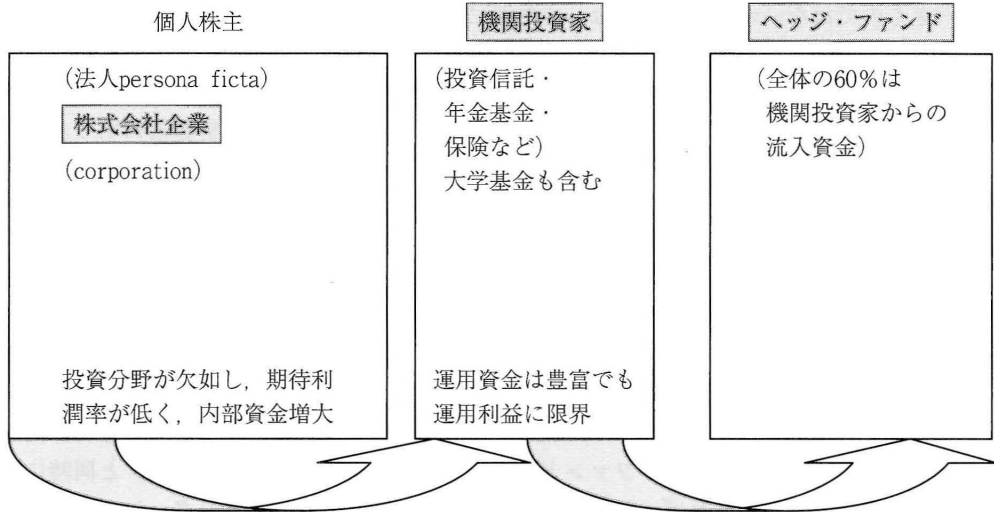 個人株主
機関投資家
ヘッジ・ファンド
(法人persona ficta)
株式会社企業
(corporation)
投資分野が欠如し，期待利
潤率が低く，内部資金増大
(投資信託・
年金基金・
保険など)
大学基金も含む
運用資金は豊富でも
運用利益に限界
(全体の60％は
機関投資家からの
流入資金)